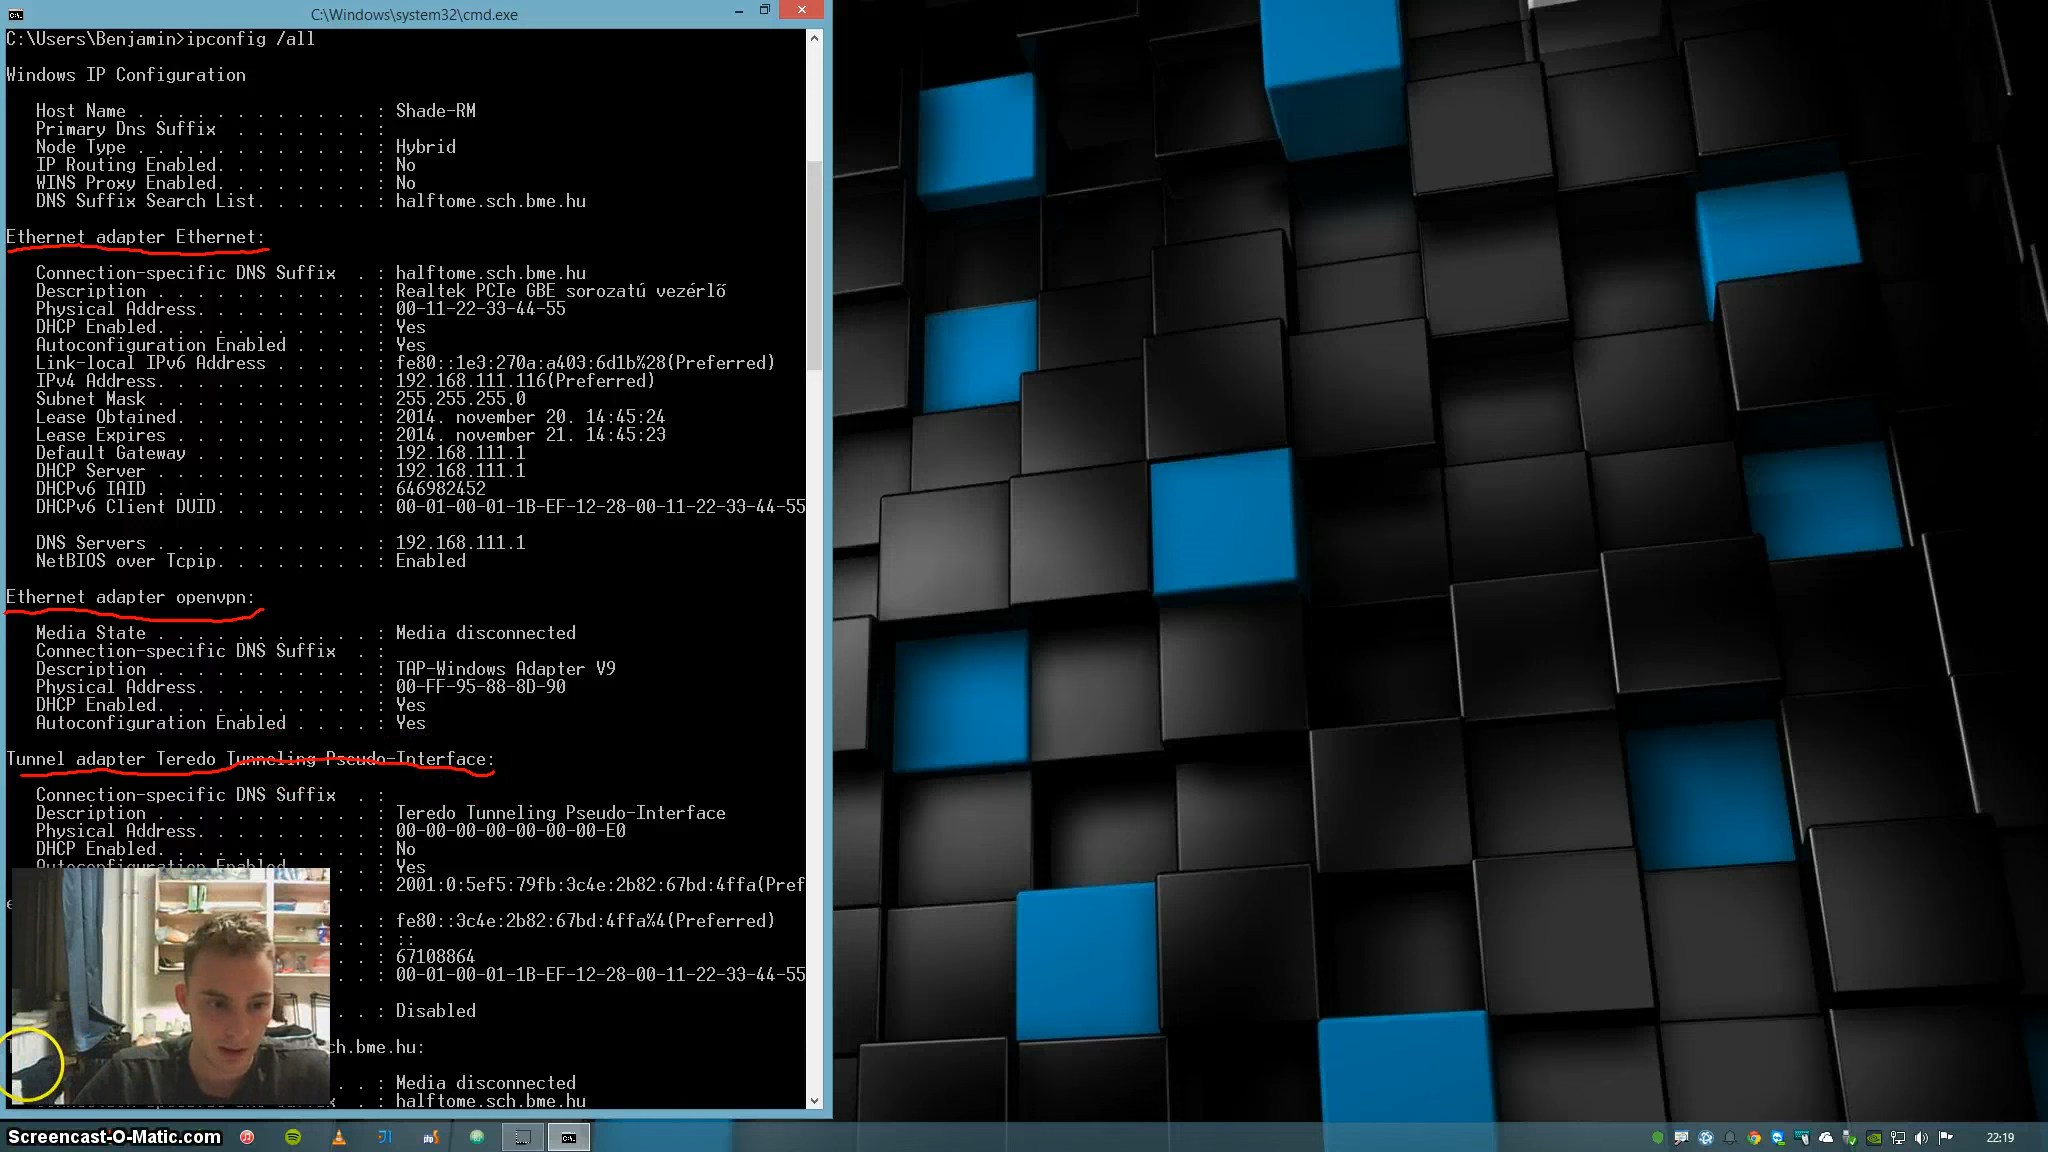 C:\Windows\system32\cmd.exe
C:\Users\Benjamin>ipconfig /all
Windows IP Configuration
Host Name . . . . . . . . . . . . : Shade-RM
Primary Dns Suffix . . . . . . . :
Node Type . . . . . . . . . . . . : Hybrid
IP Routing Enabled. . . . . . . . : No
WINS Proxy Enabled. . . . . . . . : No
DNS Suffix Search List. . . . . . : halftome.sch.bme.hu
Ethernet adapter Ethernet:
Connection-specific DNS Suffix . : halftome.sch.bme.hu
Description . . . . . . . . . . . : Realtek PCIe GBE sorozatú vezérlő
Physical Address. . . . . . . . . : 00-11-22-33-44-55
DHCP Enabled. . . . . . . . . . . : Yes
Autoconfiguration Enabled . . . . : Yes
Link-local IPv6 Address . . . . . : fe80::1e3:270a:a403:6d1b%28(Preferred)
IPv4 Address. . . . . . . . . . . : 192.168.111.116(Preferred)
Subnet Mask . . . . . . . . . . . : 255.255.255.0
Lease Obtained. . . . . . . . . . : 2014. november 20. 14:45:24
Lease Expires . . . . . . . . . . : 2014. november 21. 14:45:23
Default Gateway . . . . . . . . . : 192.168.111.1
DHCP Server . . . . . . . . . . . : 192.168.111.1
DHCPv6 IAID . . . . . . . . . . . : 646982452
DHCPv6 Client DUID. . . . . . . . : 00-01-00-01-1B-EF-12-28-00-11-22-33-44-55
DNS Servers . . . . . . . . . . . : 192.168.111.1
NetBIOS over Tcpip. . . . . . . . : Enabled
Ethernet adapter openvpn:
Media State . . . . . . . . . . . : Media disconnected
Connection-specific DNS Suffix . :
Description . . . . . . . . . . . : TAP-Windows Adapter V9
Physical Address. . . . . . . . . : 00-FF-95-88-8D-90
DHCP Enabled. . . . . . . . . . . : Yes
Autoconfiguration Enabled . . . . : Yes
Tunnel adapter Teredo Tunneling Pseudo-Interface:
Connection-specific DNS Suffix . :
Description . . . . . . . . . . . : Teredo Tunneling Pseudo-Interface
Physical Address. . . . . . . . . : 00-00-00-00-00-00-00-E0
DHCP Enabled. . . . . . . . . . . : No
Autoconfiguration Enabled . . . . : Yes
. . : 2001:0:5ef5:79fb:3c4e:2b82:67bd:4ffa(Pref
e
. . : fe80::3c4e:2b82:67bd:4ffa%4(Preferred)
. . : ::
. . : 67108864
. . : 00-01-00-01-1B-EF-12-28-00-11-22-33-44-55
. . : Disabled
ch.bme.hu:
. . : Media disconnected
Connection-specific DNS Suffix . : halftome.sch.bme.hu
Screencast-O-Matic.com
22:19